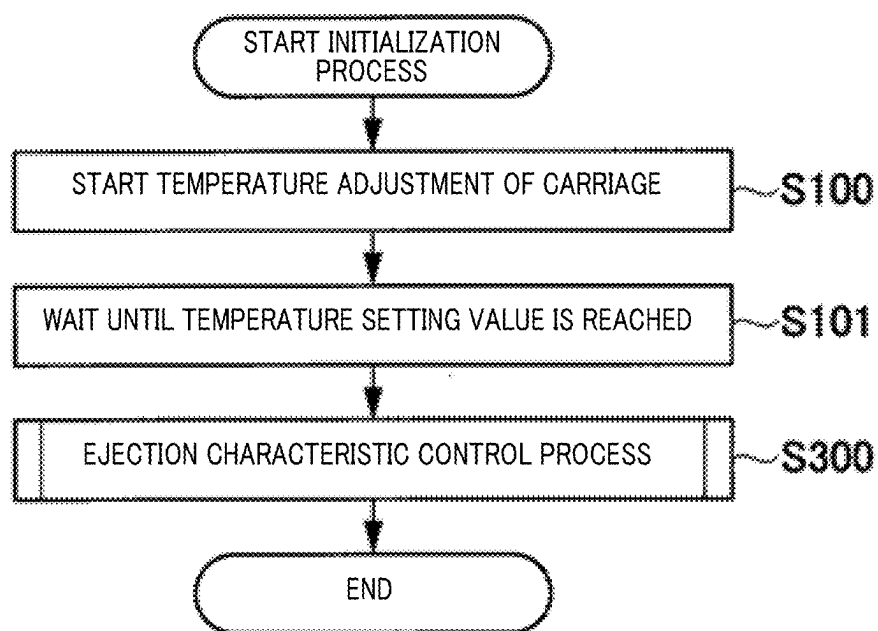 START INITIALIZATION
PROCESS
START TEMPERATURE ADJUSTMENT OF CARRIAGE
S100
WAIT UNTIL TEMPERATURE SETTING VALUE IS REACHED
S101
EJECTION CHARACTERISTIC CONTROL PROCESS
S300
END